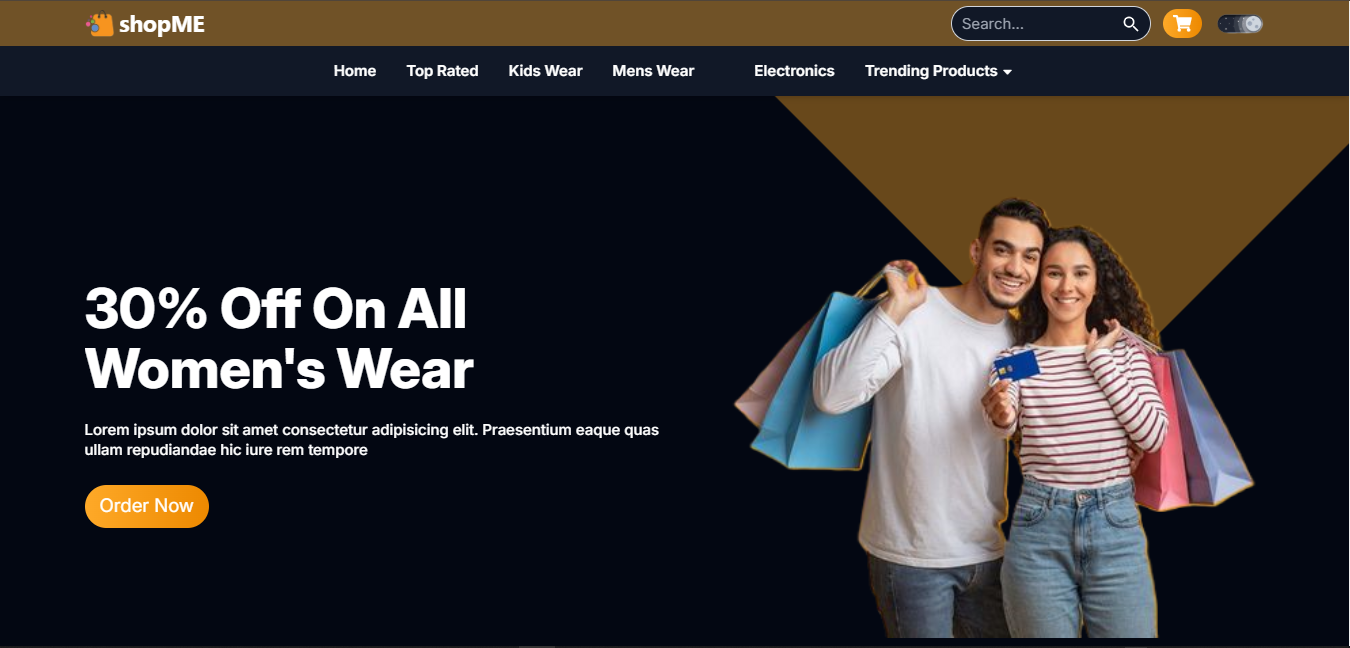 shopME
Search...
Home Top Rated Kids Wear Mens Wear Electronics Trending Products
30% Off On All
Women's Wear
Lorem ipsum dolor sit amet consectetur adipisicing elit. Praesentium eaque quas
ullam repudiandae hic iure rem tempore
Order Now